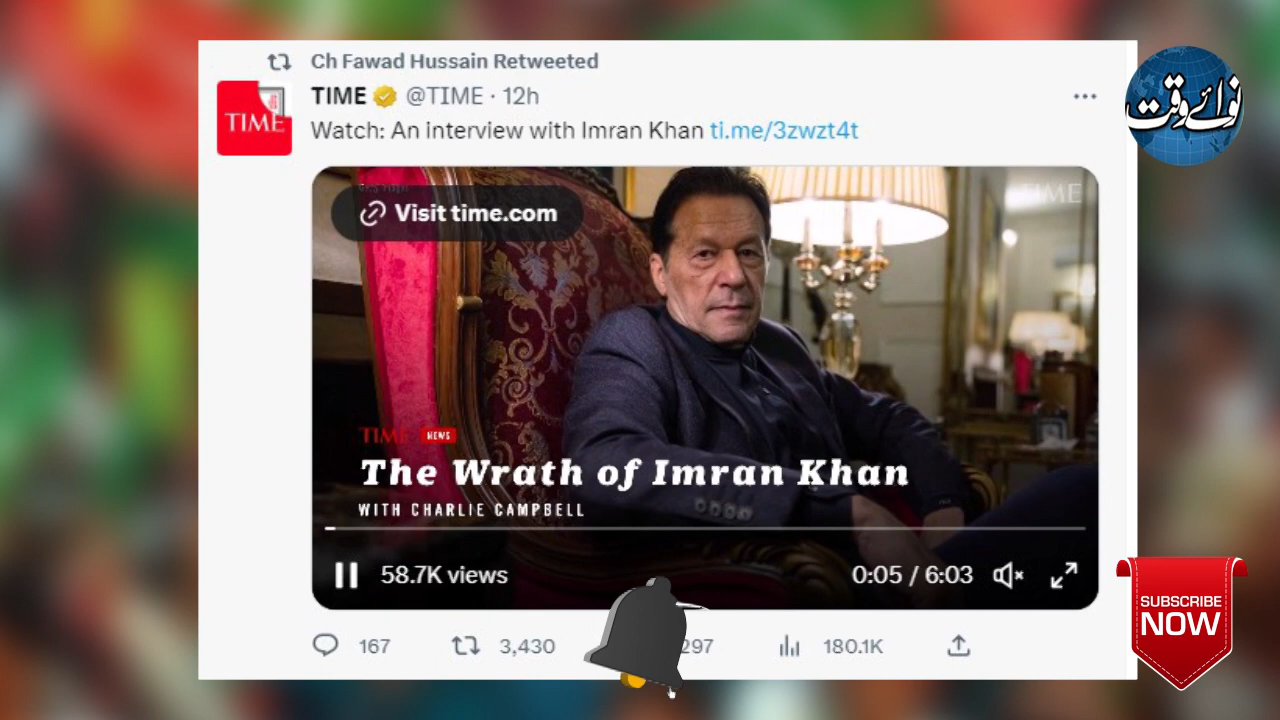 Ch Fawad Hussain Retweeted
TIME @TIME · 12h
Watch: An interview with Imran Khan ti.me/3zwzt4t
TIME
نوائے وقت
Visit time.com
TIME
TIME NEWS
The Wrath of Imran Khan
WITH CHARLIE CAMPBELL
58.7K views
0:05 / 6:03
167
3,430
297
180.1K
SUBSCRIBE
NOW